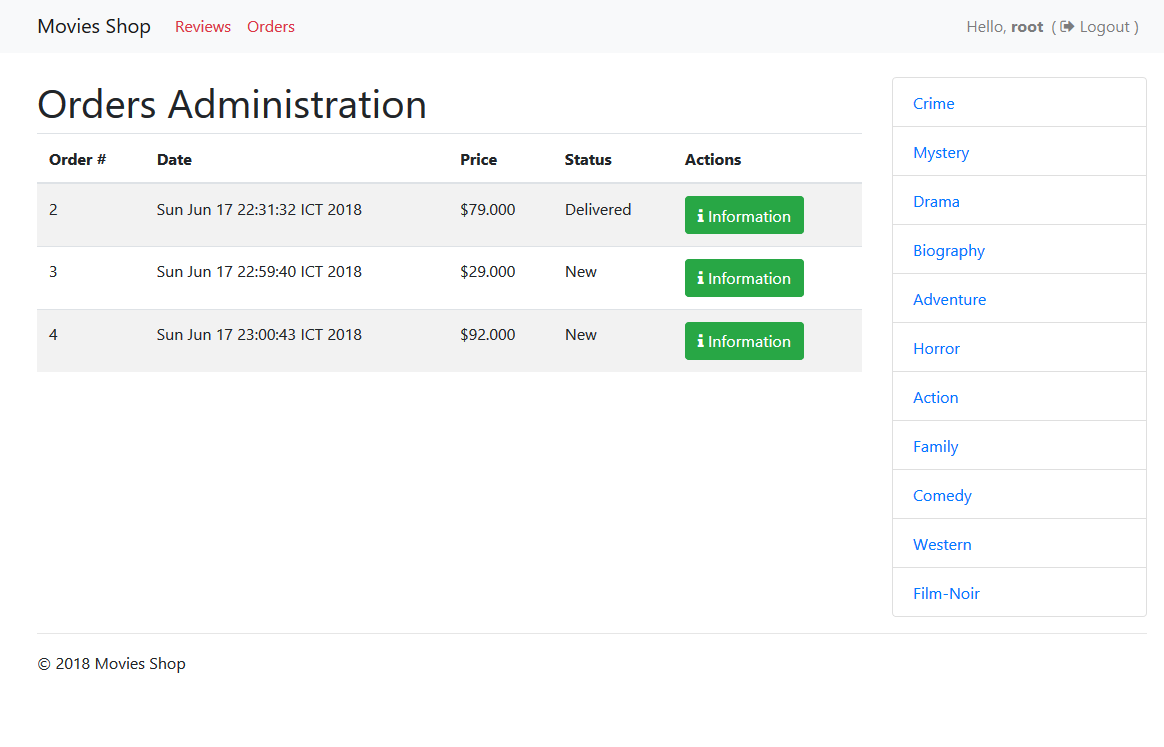 Movies Shop Reviews Orders Hello, root ( Logout )
Orders Administration
Order # Date Price Status Actions
2 Sun Jun 17 22:31:32 ICT 2018 $79.000 Delivered Information
3 Sun Jun 17 22:59:40 ICT 2018 $29.000 New Information
4 Sun Jun 17 23:00:43 ICT 2018 $92.000 New Information
Crime
Mystery
Drama
Biography
Adventure
Horror
Action
Family
Comedy
Western
Film-Noir
© 2018 Movies Shop